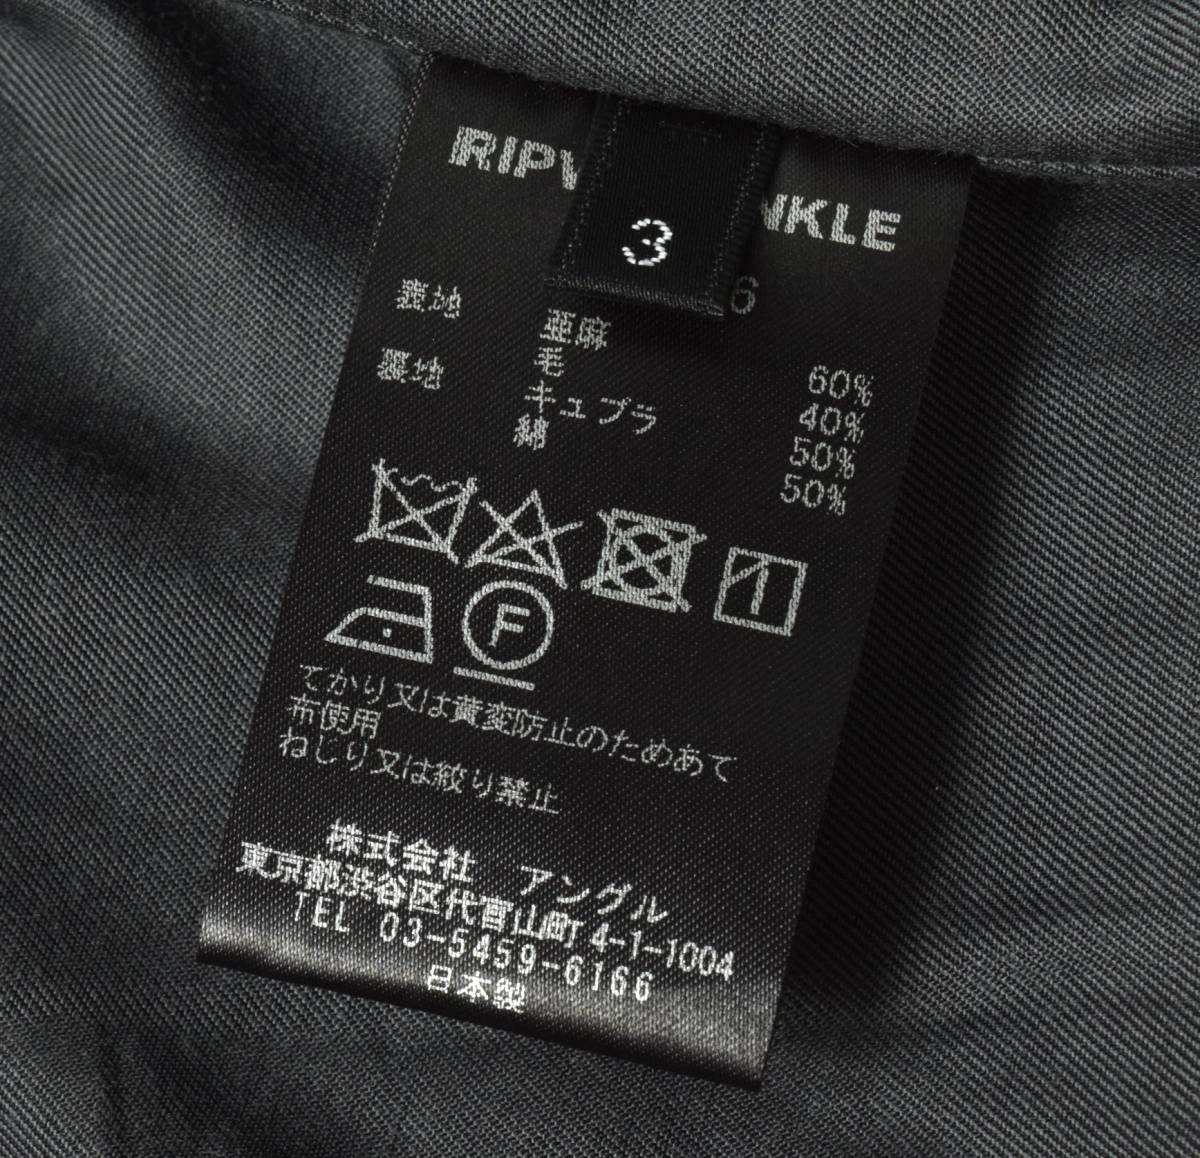 RIPV
NKLE
3
6
表地 亜麻 60%
毛 40%
裏地 キュプラ 50%
綿 50%
F
てかり又は黄変防止のためあて
布使用
ねじり又は絞り禁止
株式会社 アングル
東京都渋谷区代官山町4-1-1004
TEL 03-5459-6166
日本製